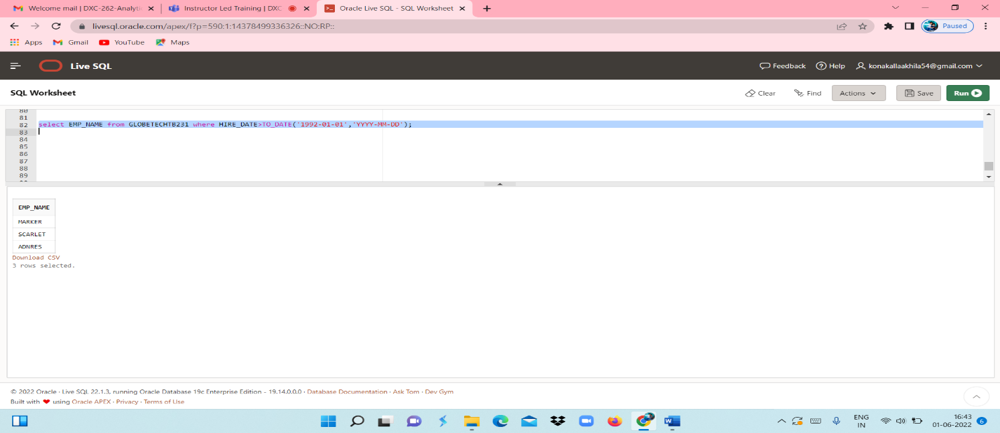 Welcome mail | DXC-262-Analyti
Instructor Led Training | DXC
Oracle Live SQL - SQL Worksheet
livesql.oracle.com/apex/f?p=590:1:14378499336326::NO:RP::
Paused
Apps Gmail YouTube Maps
Live SQL
Feedback Help konakallaakhila54@gmail.com
SQL Worksheet
Clear Find Actions Save Run
80
81
82 select EMP_NAME from GLOBETECHTB231 where HIRE_DATE>TO_DATE('1992-01-01','YYYY-MM-DD');
83
84
85
86
87
88
89
EMP_NAME
MARKER
SCARLET
ADNRES
Download CSV
3 rows selected.
© 2022 Oracle · Live SQL 22.1.3, running Oracle Database 19c Enterprise Edition - 19.14.0.0.0 · Database Documentation · Ask Tom · Dev Gym
Built with ❤ using Oracle APEX · Privacy · Terms of Use
ENG
IN
16:43
01-06-2022
6